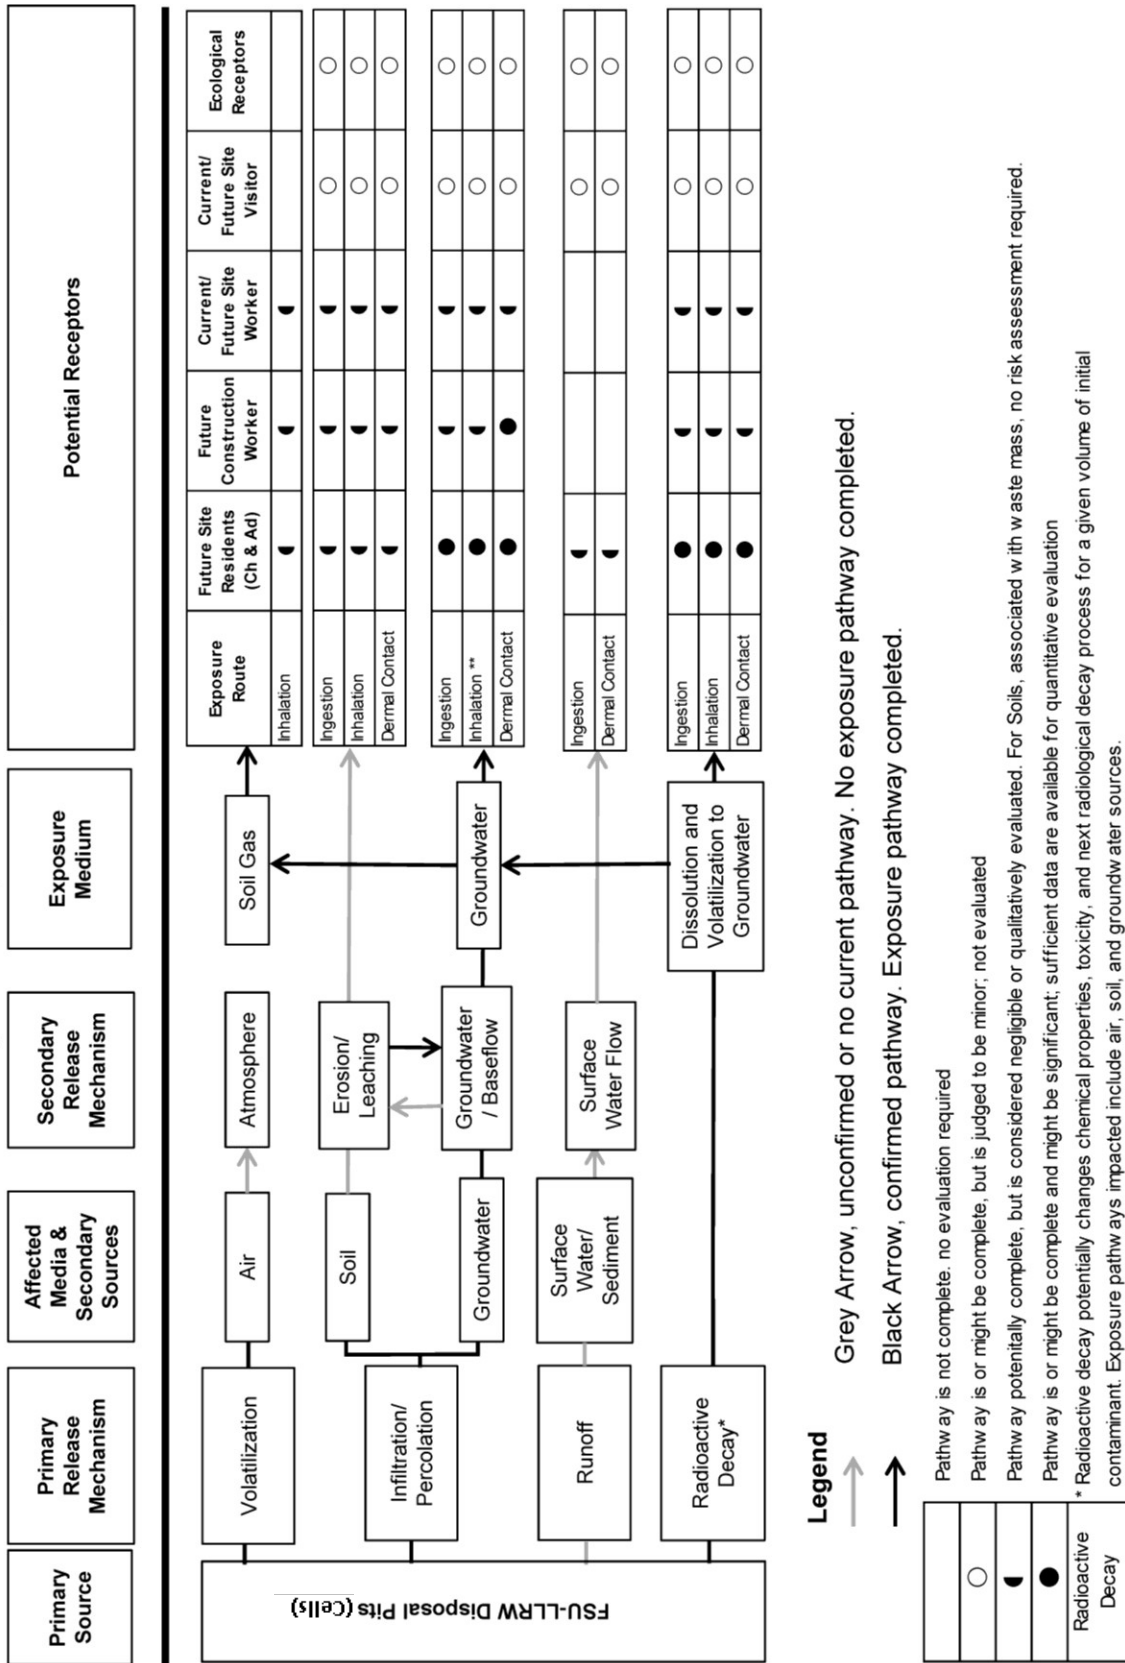 Primary
Source
Primary
Release
Mechanism
Affected
Media &
Secondary
Sources
Secondary
Release
Mechanism
Exposure
Medium
Potential Receptors
FSU-LLRW Disposal Pits (Cells)
Volatilization
Air
Atmosphere
Soil Gas
Infiltration/
Percolation
Soil
Erosion/
Leaching
Groundwater
Groundwater
/ Baseflow
Groundwater
Runoff
Surface
Water/
Sediment
Surface
Water Flow
Radioactive
Decay*
Dissolution and
Volatilization to
Groundwater
Exposure
Route
Future Site
Residents
(Ch & Ad)
Future
Construction
Worker
Current/
Future Site
Worker
Current/
Future Site
Visitor
Ecological
Receptors
Inhalation
Ingestion
Inhalation
Dermal Contact
Ingestion
Inhalation **
Dermal Contact
Ingestion
Dermal Contact
Ingestion
Inhalation
Dermal Contact
Legend
Grey Arrow, unconfirmed or no current pathway. No exposure pathway completed.
Black Arrow, confirmed pathway. Exposure pathway completed.
Pathway is not complete. no evaluation required
Pathway is or might be complete, but is judged to be minor; not evaluated
Pathway potenitally complete, but is considered negligible or qualitatively evaluated. For Soils, associated with waste mass, no risk assessment required.
Pathway is or might be complete and might be significant; sufficient data are available for quantitative evaluation
Radioactive
Decay
* Radioactive decay potentially changes chemical properties, toxicity, and next radiological decay process for a given volume of initial
contaminant. Exposure pathways impacted include air, soil, and groundwater sources.